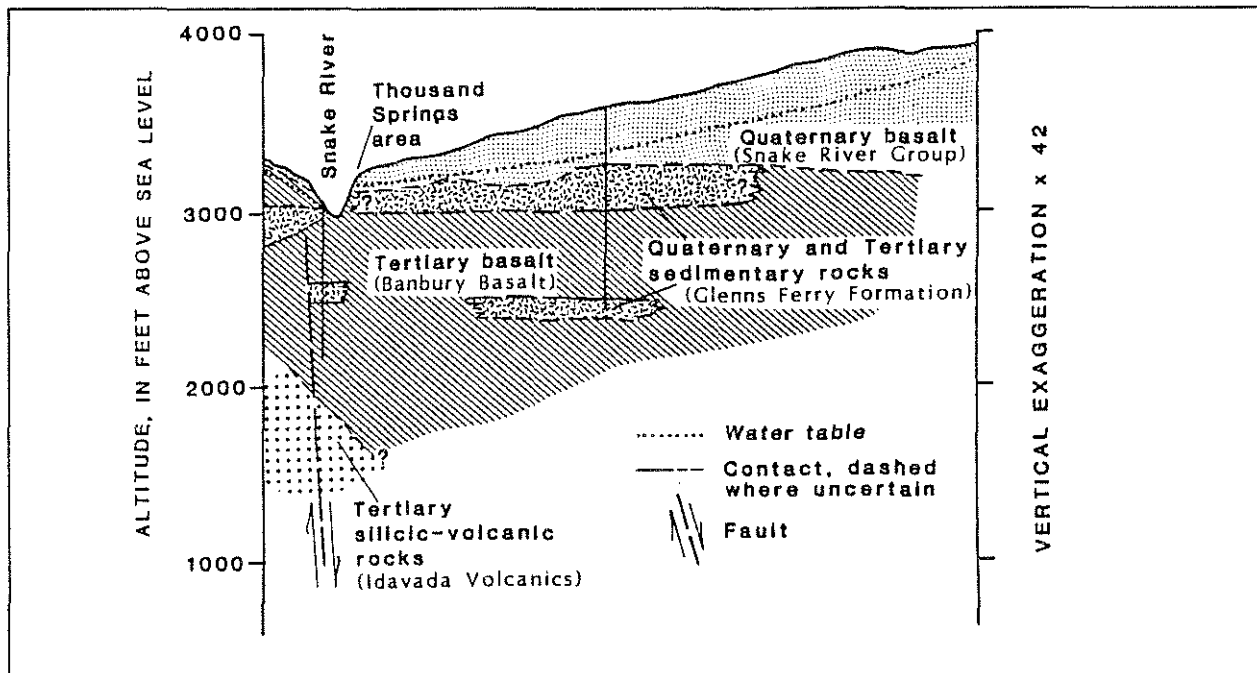 ALTITUDE, IN FEET ABOVE SEA LEVEL
4000
3000
2000
1000
Snake River
Thousand
Springs
area
Quaternary basalt
(Snake River Group)
?
?
Tertiary basalt
(Banbury Basalt)
Quaternary and Tertiary
sedimentary rocks
(Glenns Ferry Formation)
?
Tertiary
silicic-volcanic
rocks
(Idavada Volcanics)
Water table
Contact, dashed
where uncertain
Fault
VERTICAL EXAGGERATION x 42